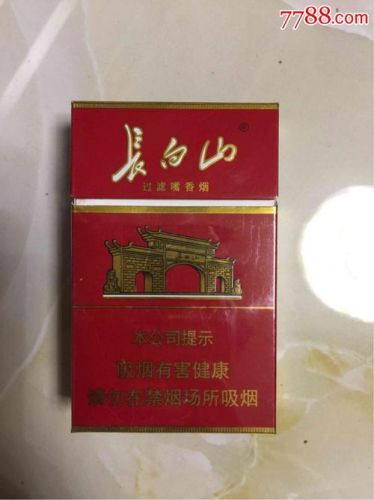 7788.com
長白山®
过滤嘴香烟
本公司提示
吸烟有害健康
请勿在禁烟场所吸烟